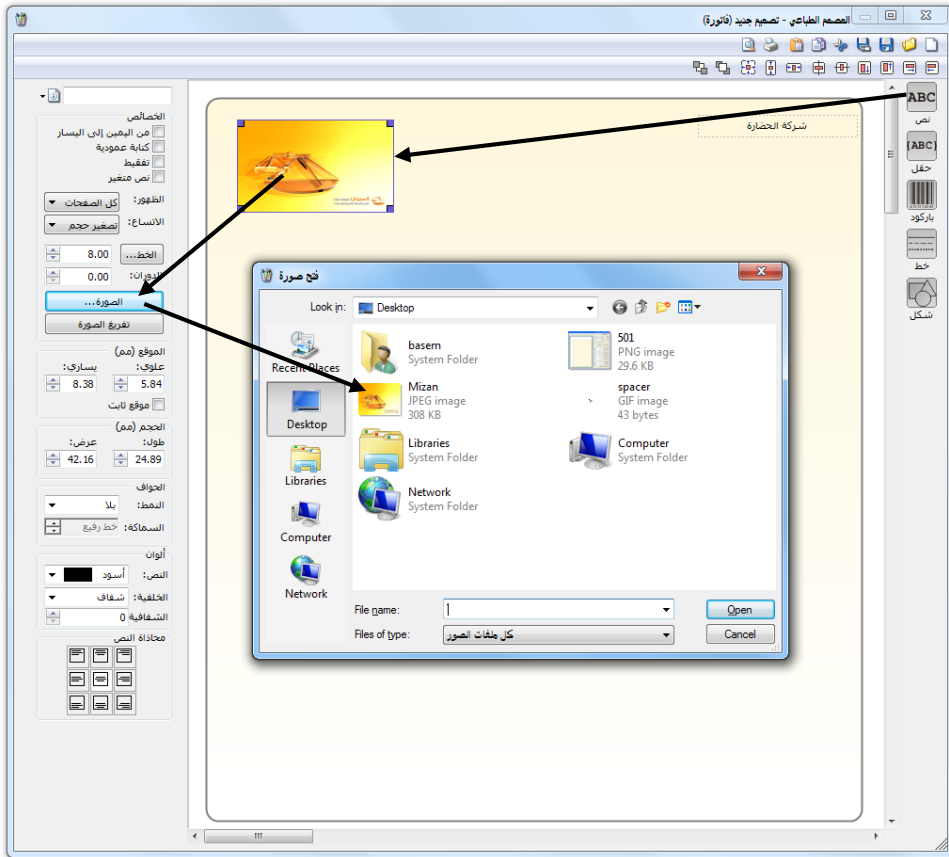 المصمم الطباعي - تصميم جديد (فاتورة)
ABC
نص
{ABC}
حقل
باركود
خط
شكل
شركة الحضارة
الميزان
الخصائص
من اليمين إلى اليسار
كتابة عمودية
تفقيط
نص متغير
الظهور: كل الصفحات
الاتساع: تصغير حجم
الخط... 8.00
الدوران: 0.00
الصورة...
تفريغ الصورة
الموقع (مم)
علوي: يساري:
5.84 8.38
موقع ثابت
الحجم (مم)
طول: عرض:
24.89 42.16
الحواف
النمط: بلا
السماكة: خط رفيع
ألوان
النص: أسود
الخلفية: شفاف
الشفافية 0
محاذاة النص
فتح صورة
Look in: Desktop
Recent Places
Desktop
Libraries
Computer
Network
basem
System Folder
501
PNG image
29.6 KB
Mizan
JPEG image
308 KB
spacer
GIF image
43 bytes
Libraries
System Folder
Computer
System Folder
Network
System Folder
File name: 1
Open
Files of type: كل ملفات الصور
Cancel